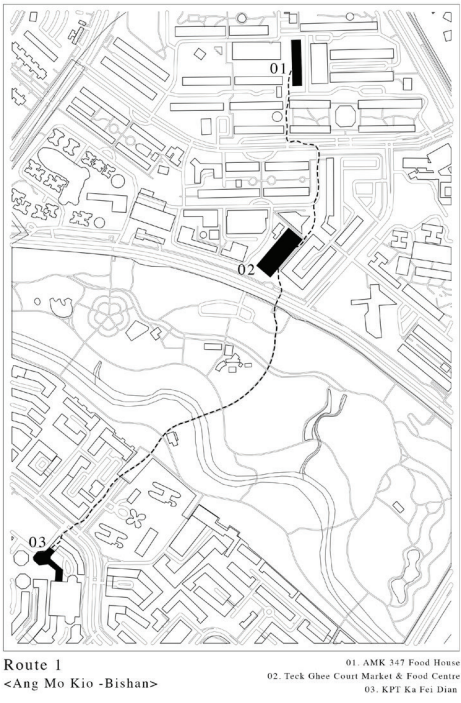 01
02
03
Route 1
<Ang Mo Kio -Bishan>
01. AMK 347 Food House
02. Teck Ghee Court Market & Food Centre
03. KPT Ka Fei Dian